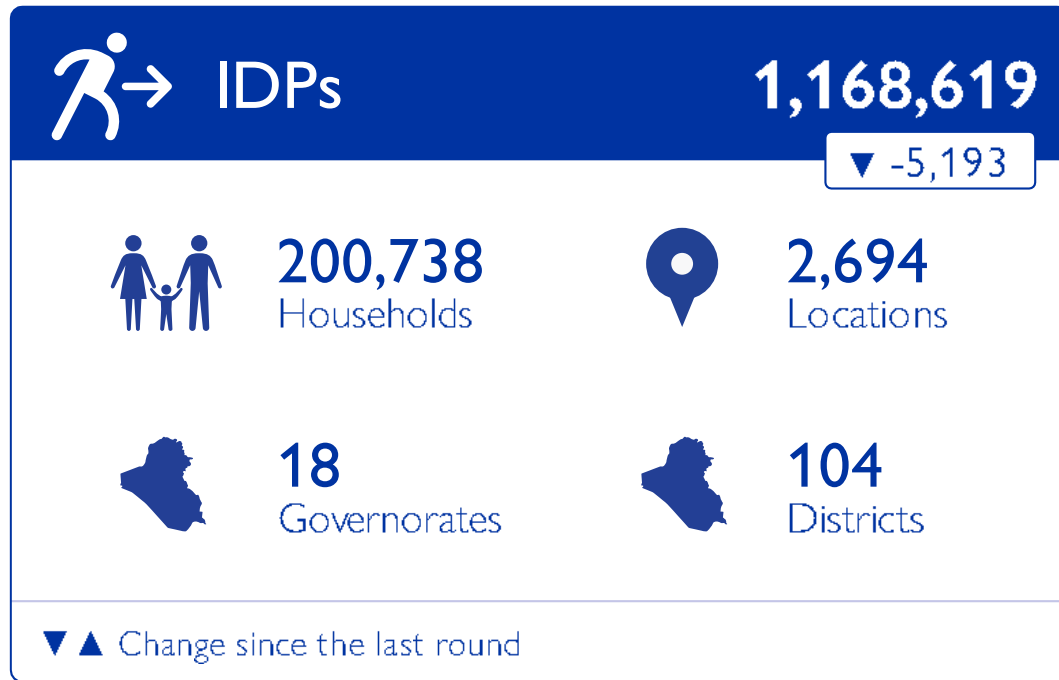 IDPs
1,168,619
▼ -5,193
200,738
Households
2,694
Locations
18
Governorates
104
Districts
▼ ▲ Change since the last round